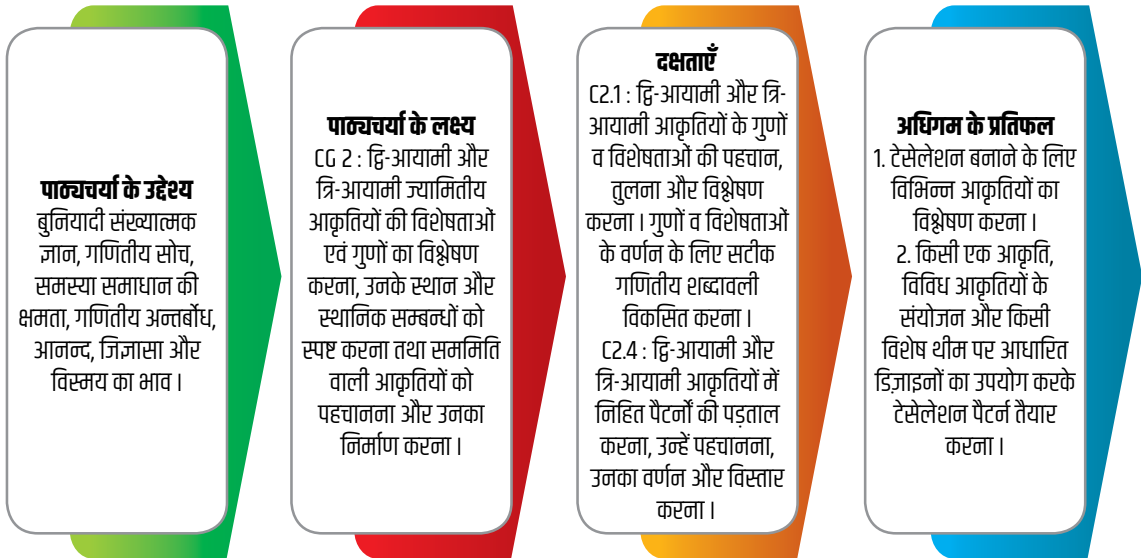 पाठ्यचर्या के उद्देश्य
बुनियादी संख्यात्मक
ज्ञान, गणितीय सोच,
समस्या समाधान की
क्षमता, गणितीय अन्तर्बोध,
आनन्द, जिज्ञासा और
विस्मय का भाव ।
पाठ्यचर्या के लक्ष्य
CG 2 : द्वि-आयामी और
त्रि-आयामी ज्यामितीय
आकृतियों की विशेषताओं
एवं गुणों का विश्लेषण
करना, उनके स्थान और
स्थानिक सम्बन्धों को
स्पष्ट करना तथा सममिति
वाली आकृतियों को
पहचानना और उनका
निर्माण करना ।
दक्षताएँ
C2.1 : द्वि-आयामी और त्रि-
आयामी आकृतियों के गुणों
व विशेषताओं की पहचान,
तुलना और विश्लेषण
करना । गुणों व विशेषताओं
के वर्णन के लिए सटीक
गणितीय शब्दावली
विकसित करना ।
C2.4 : द्वि-आयामी और
त्रि-आयामी आकृतियों में
निहित पैटर्नों की पड़ताल
करना, उन्हें पहचानना,
उनका वर्णन और विस्तार
करना ।
अधिगम के प्रतिफल
1. टेसेलेशन बनाने के लिए
विभिन्न आकृतियों का
विश्लेषण करना ।
2. किसी एक आकृति,
विविध आकृतियों के
संयोजन और किसी
विशेष थीम पर आधारित
डिज़ाइनों का उपयोग करके
टेसेलेशन पैटर्न तैयार
करना ।